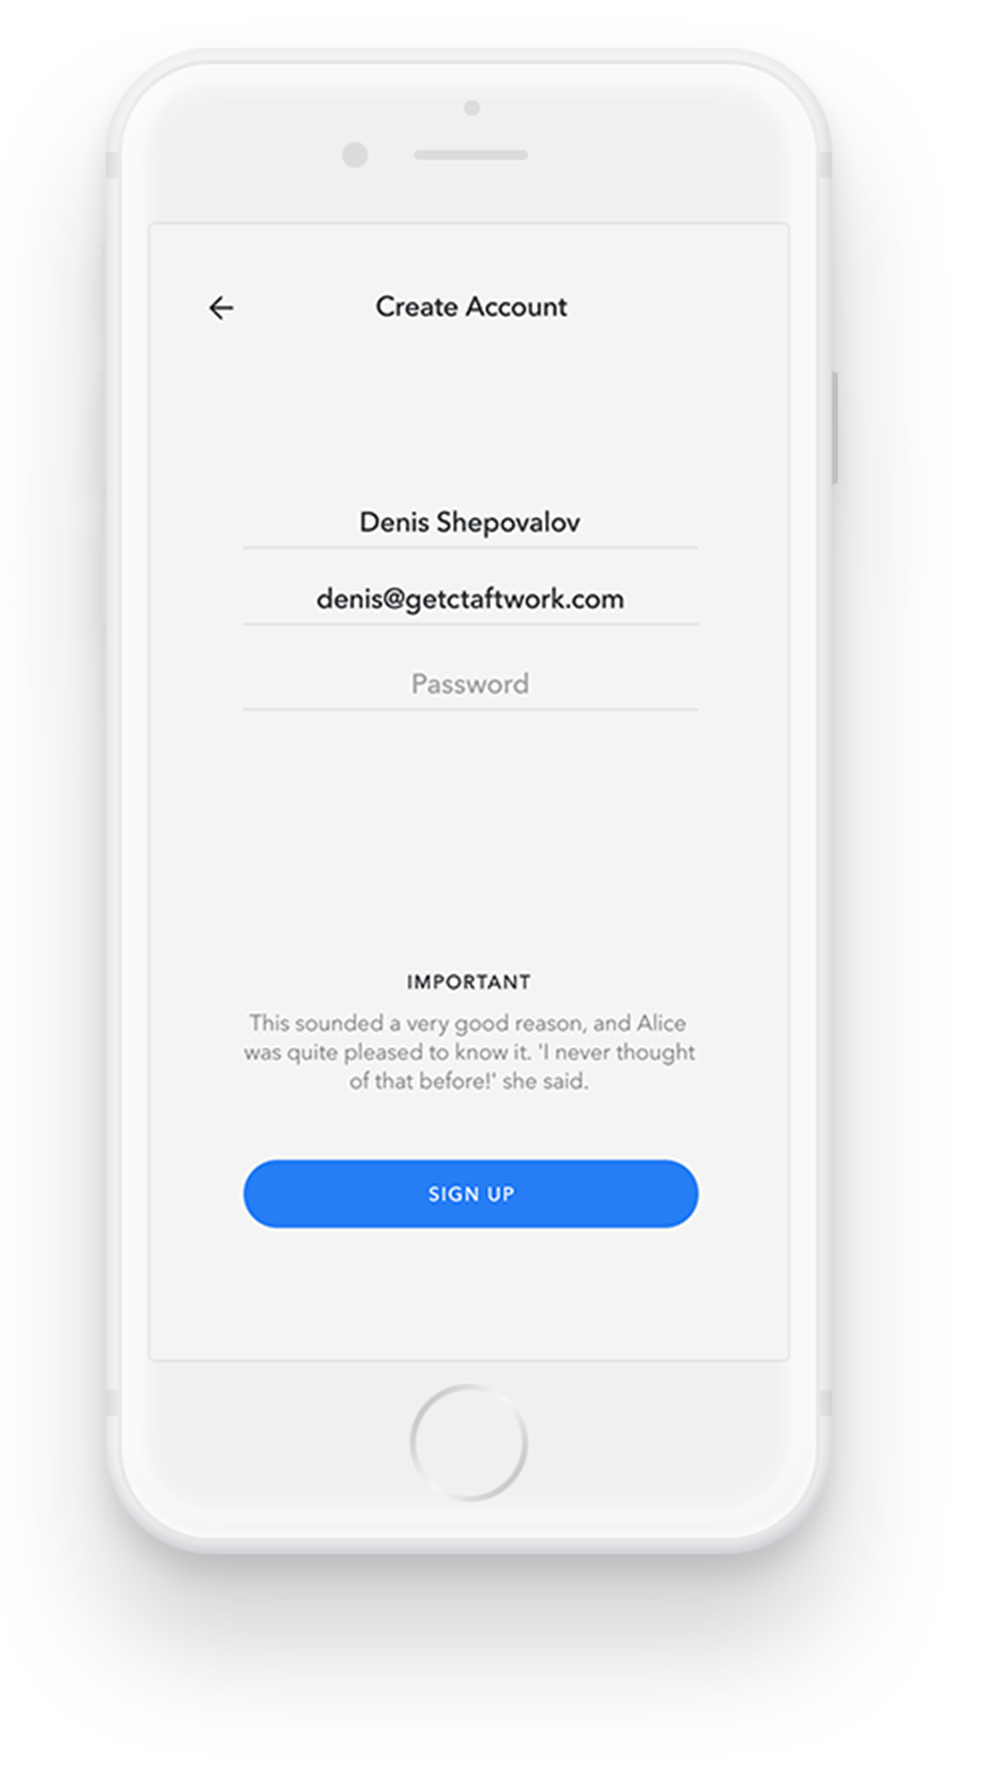 Create Account
Denis Shepovalov
denis@getctaftwork.com
Password
IMPORTANT
This sounded a very good reason, and Alice
was quite pleased to know it. 'I never thought
of that before!' she said.
SIGN UP